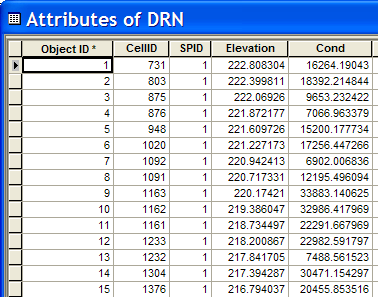 Attributes of DRN
Object ID * CellID SPID Elevation Cond
1 731 1 222.808304 16264.19043
2 803 1 222.399811 18392.214844
3 875 1 222.06926 9653.232422
4 876 1 221.872177 7066.963379
5 948 1 221.609726 15200.177734
6 1020 1 221.227173 17256.447266
7 1092 1 220.942413 6902.006836
8 1091 1 220.717331 12195.496094
9 1163 1 220.17421 33883.140625
10 1162 1 219.386047 32986.417969
11 1161 1 218.734497 22291.667969
12 1233 1 218.200867 22982.591797
13 1232 1 217.841705 7488.561523
14 1304 1 217.394287 30471.154297
15 1376 1 216.794037 20455.853516